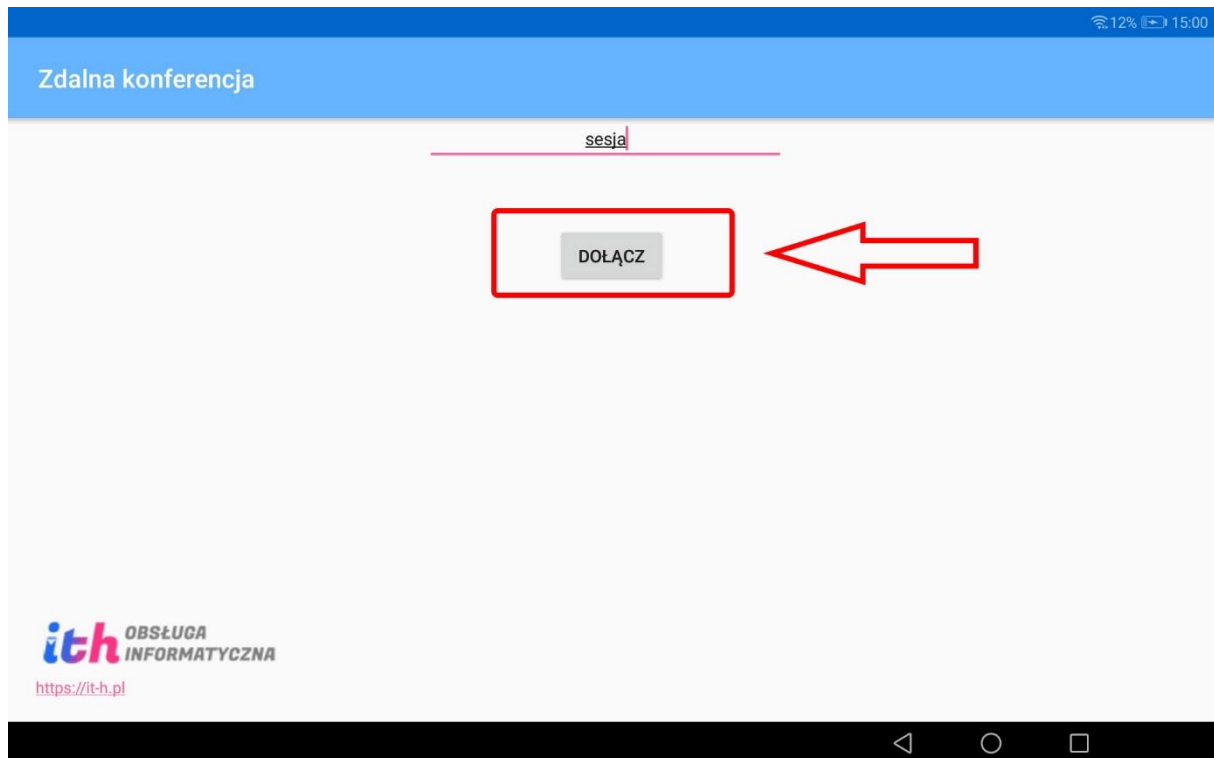 12% 15:00
Zdalna konferencja
sesja
DOŁĄCZ
ith OBSŁUGA
INFORMATYCZNA
https://it-h.pl